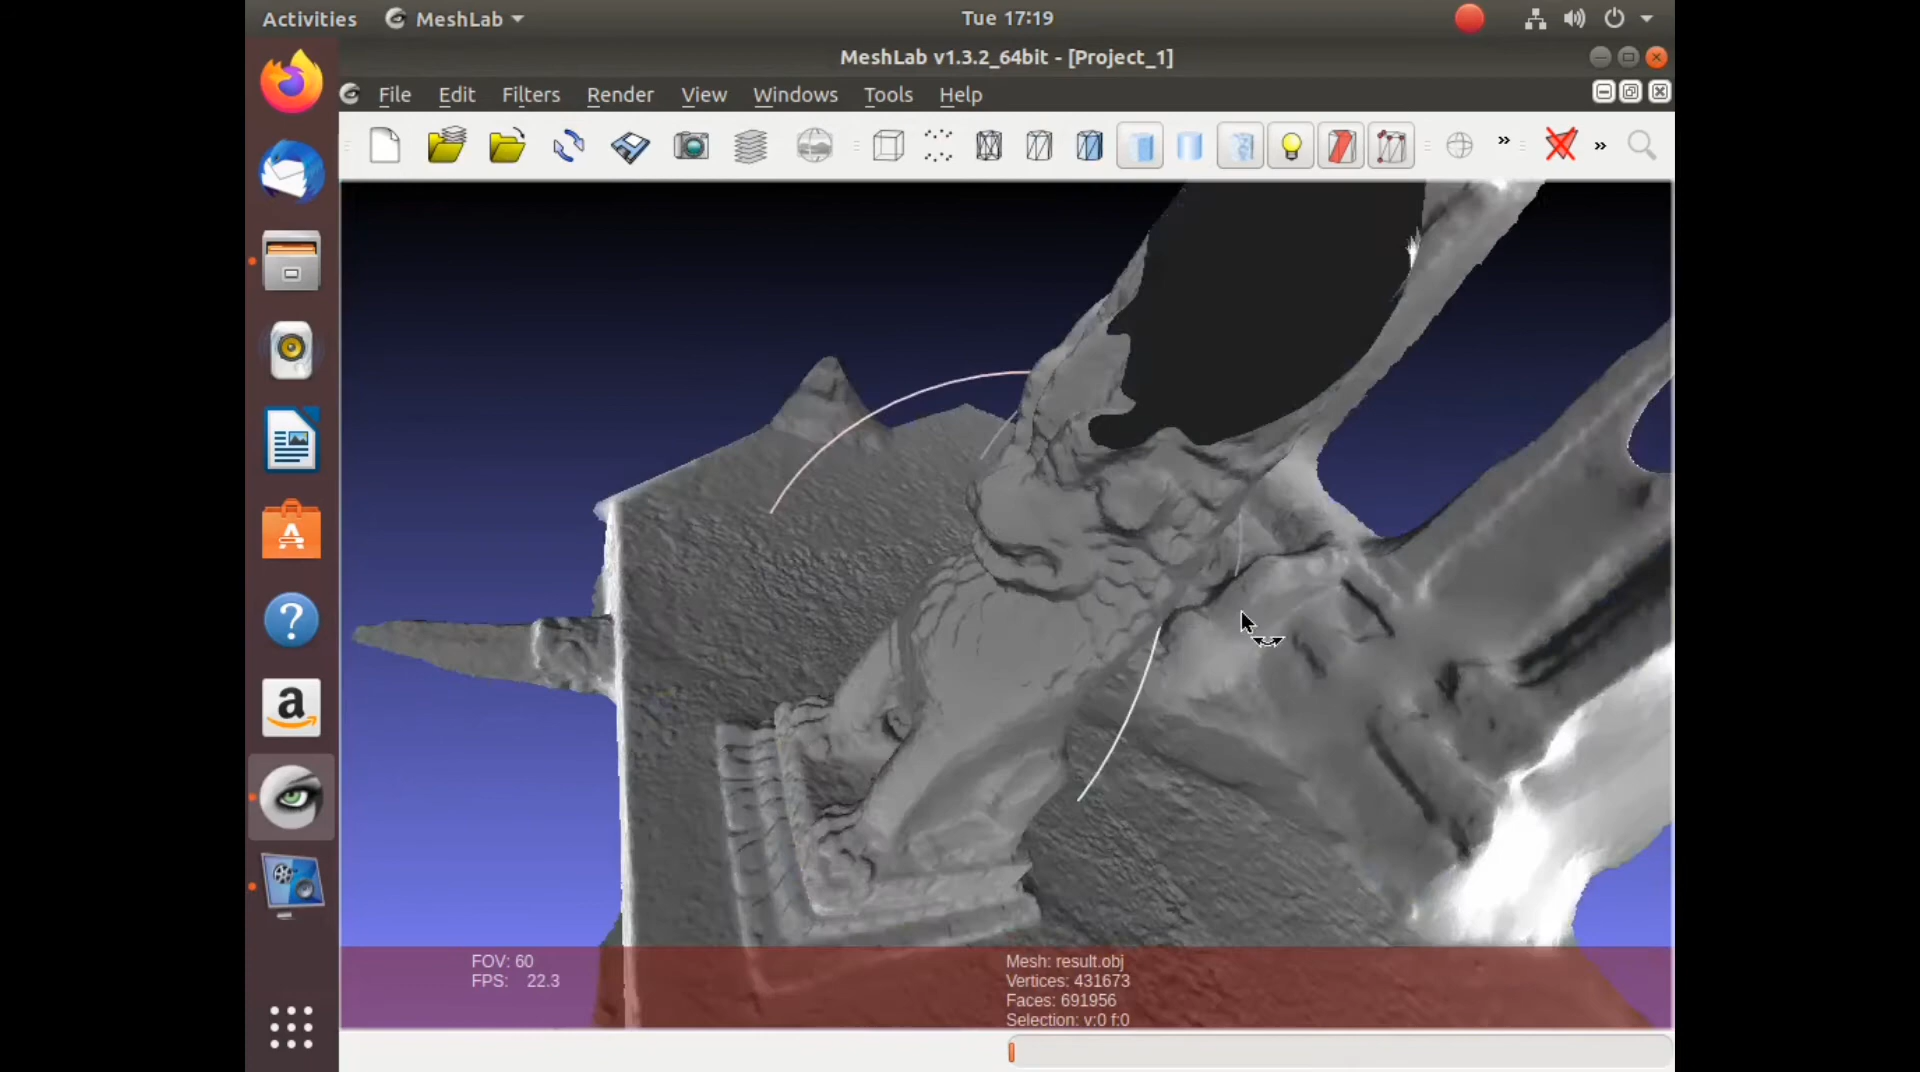 Activities MeshLab Tue 17:19
MeshLab v1.3.2_64bit - [Project_1]
File Edit Filters Render View Windows Tools Help
FOV: 60
FPS: 22.3
Mesh: result.obj
Vertices: 431673
Faces: 691956
Selection: v:0 f:0